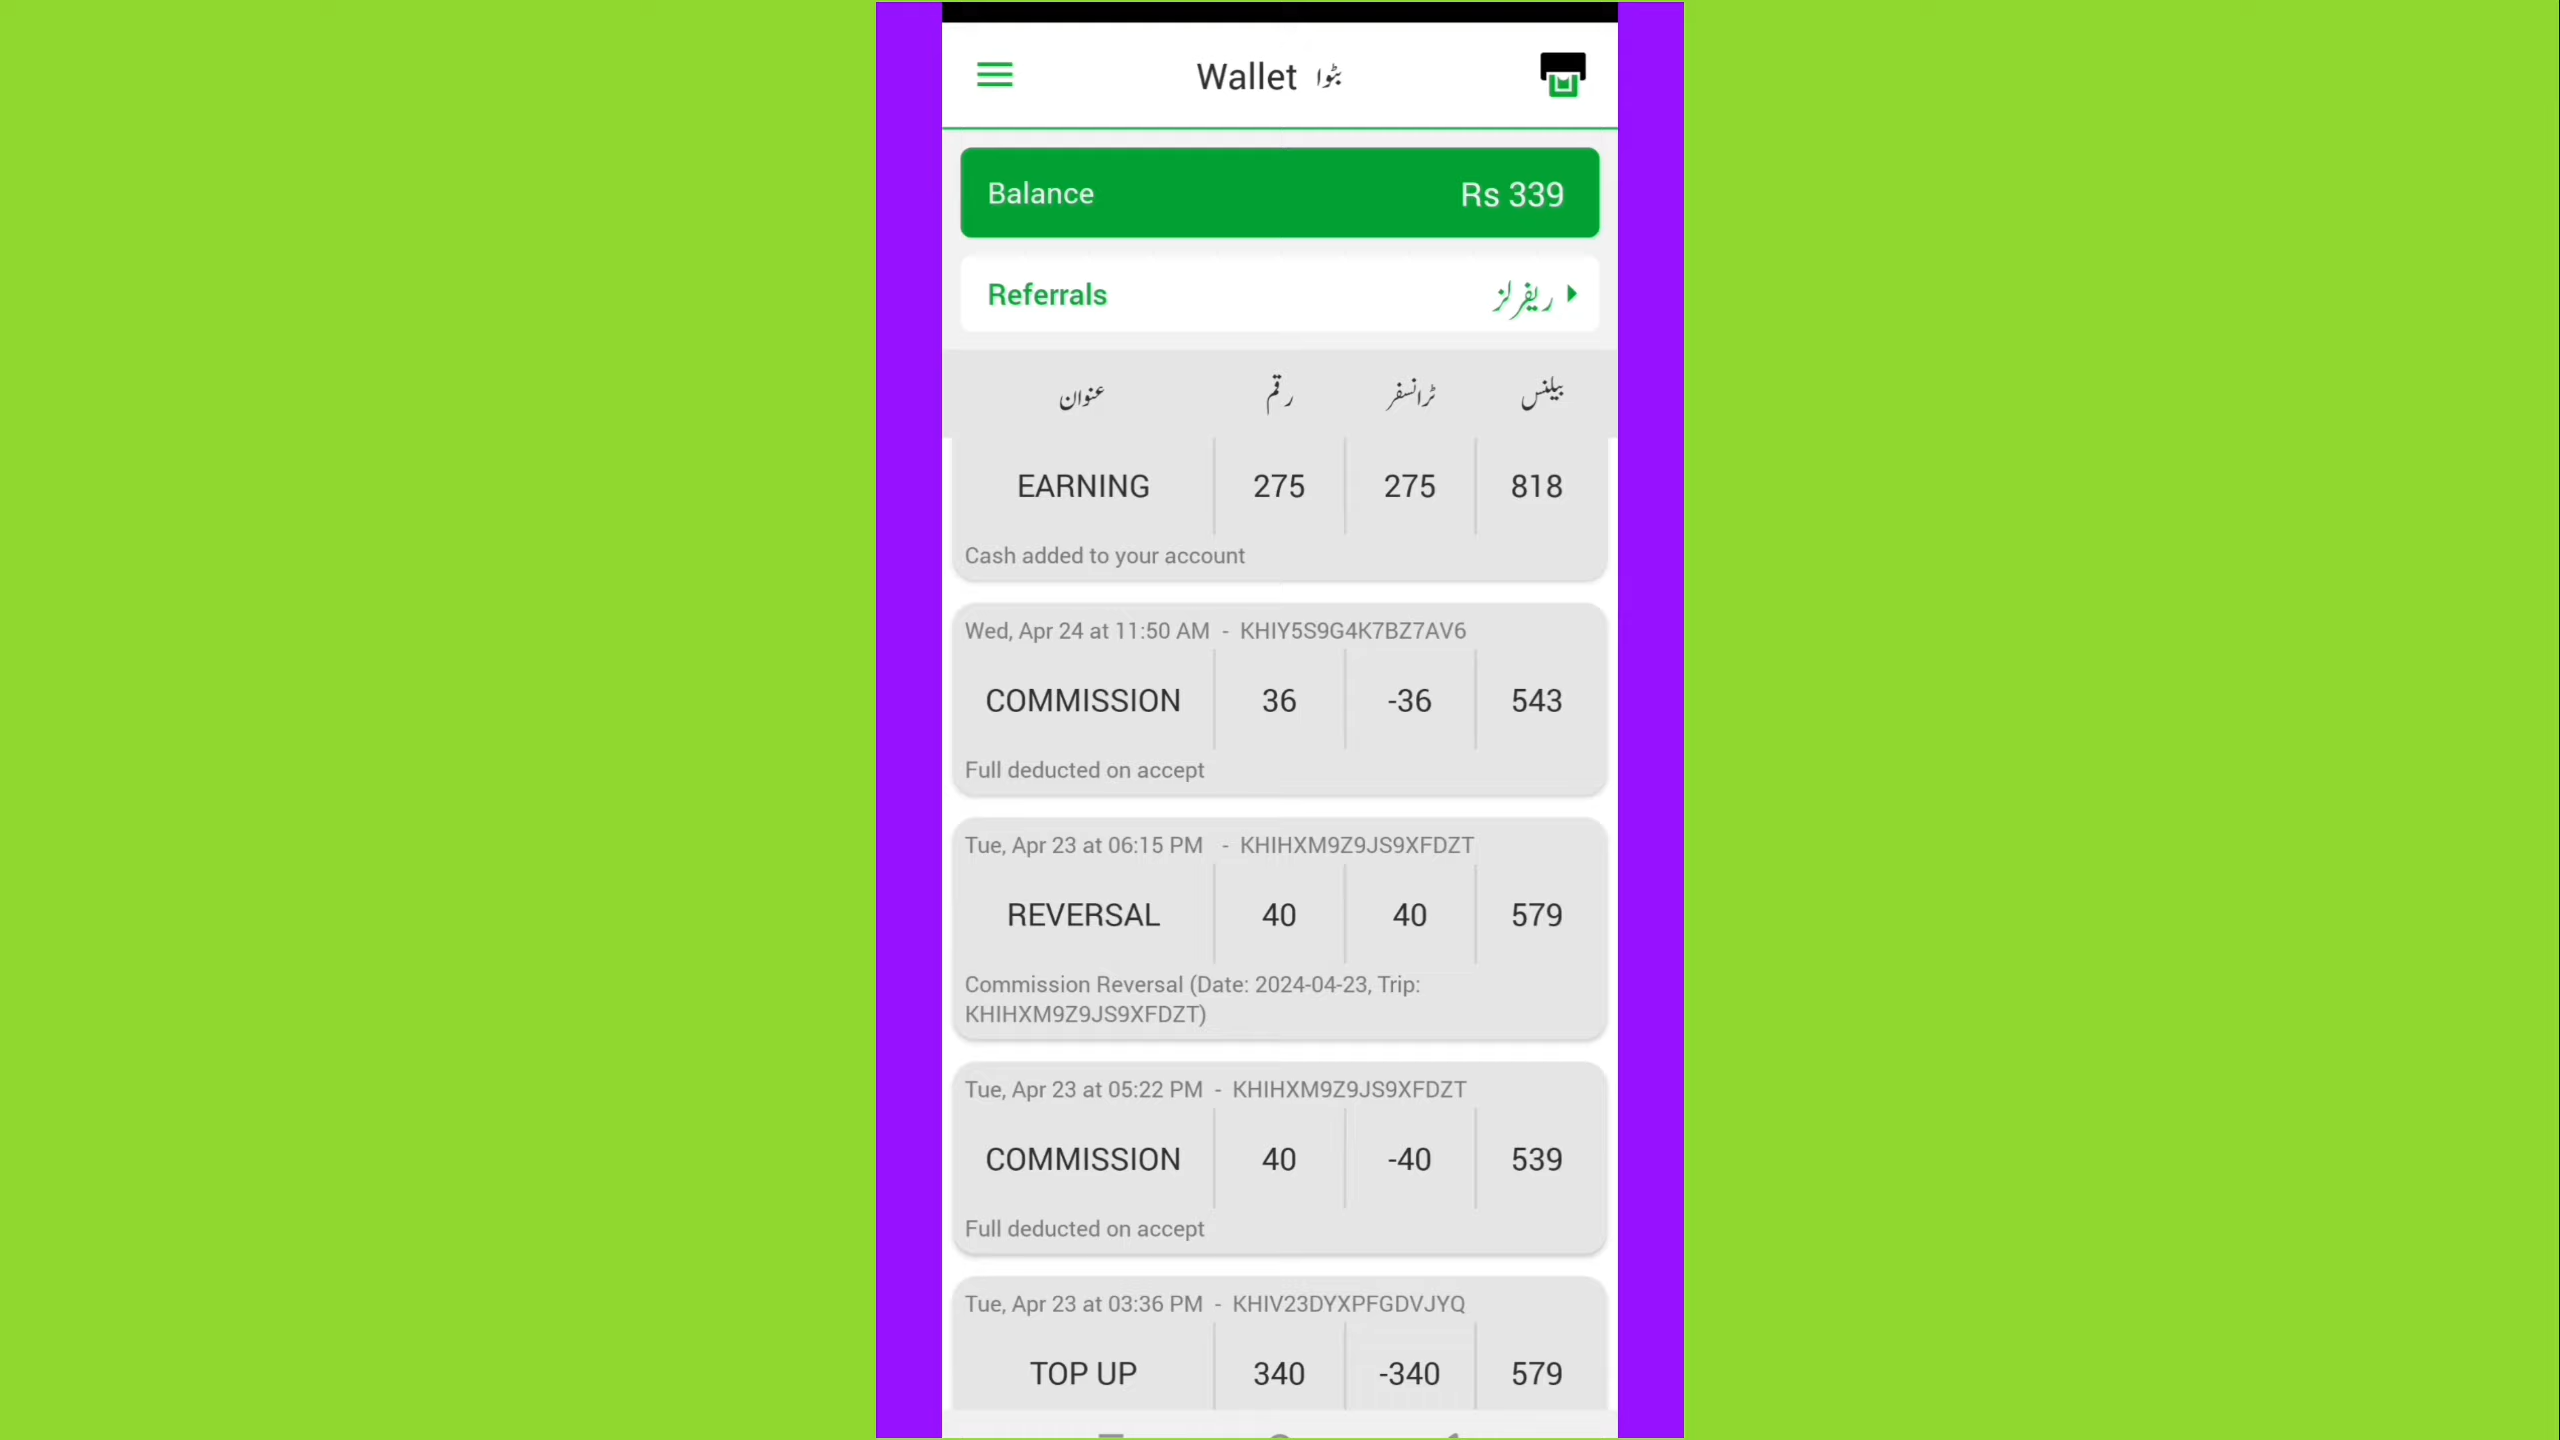 Wallet بٹوا
Balance Rs 339
Referrals ریفرلز
عنوان رقم ٹرانسفر بیلنس
EARNING 275 275 818
Cash added to your account
Wed, Apr 24 at 11:50 AM - KHIY5S9G4K7BZ7AV6
COMMISSION 36 -36 543
Full deducted on accept
Tue, Apr 23 at 06:15 PM - KHIHXM9Z9JS9XFDZT
REVERSAL 40 40 579
Commission Reversal (Date: 2024-04-23, Trip:
KHIHXM9Z9JS9XFDZT)
Tue, Apr 23 at 05:22 PM - KHIHXM9Z9JS9XFDZT
COMMISSION 40 -40 539
Full deducted on accept
Tue, Apr 23 at 03:36 PM - KHIV23DYXPFGDVJYQ
TOP UP 340 -340 579